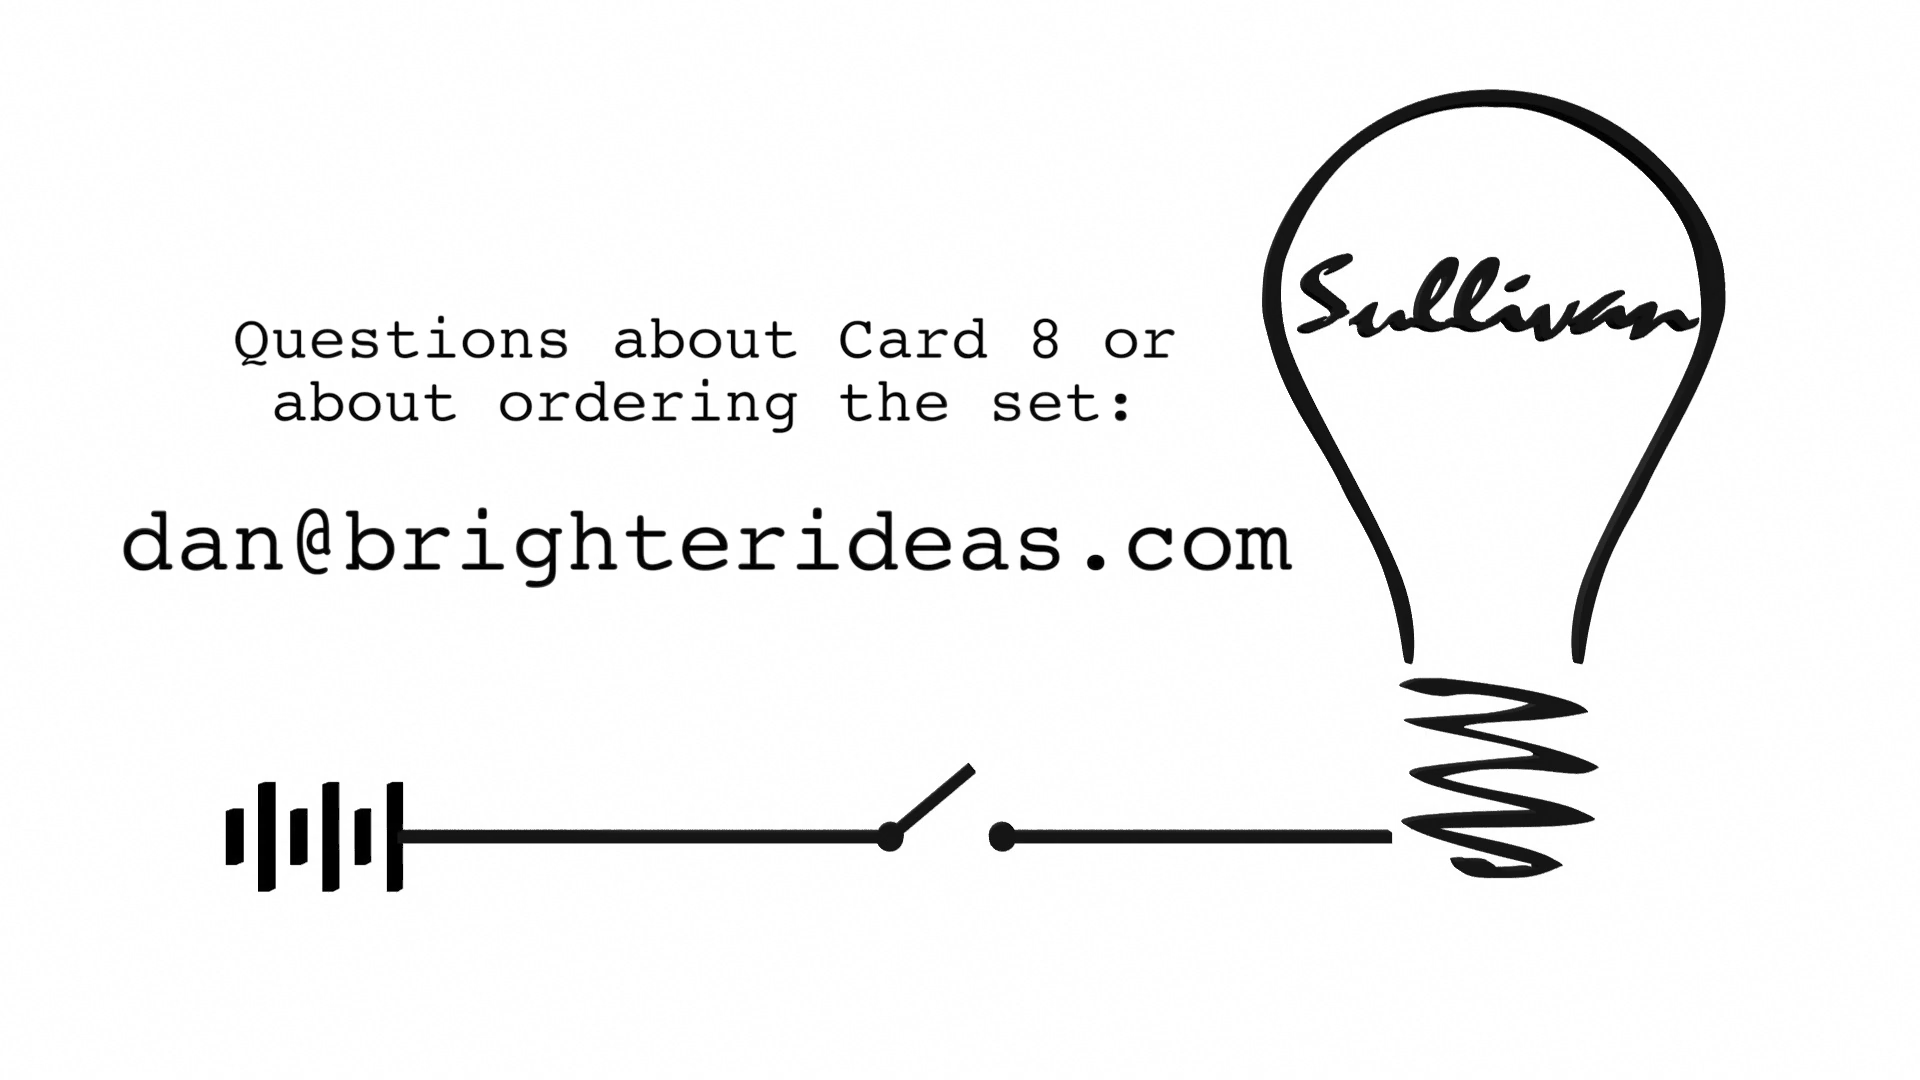 Sullivan
Questions about Card 8 or
about ordering the set:
dan@brighterideas.com